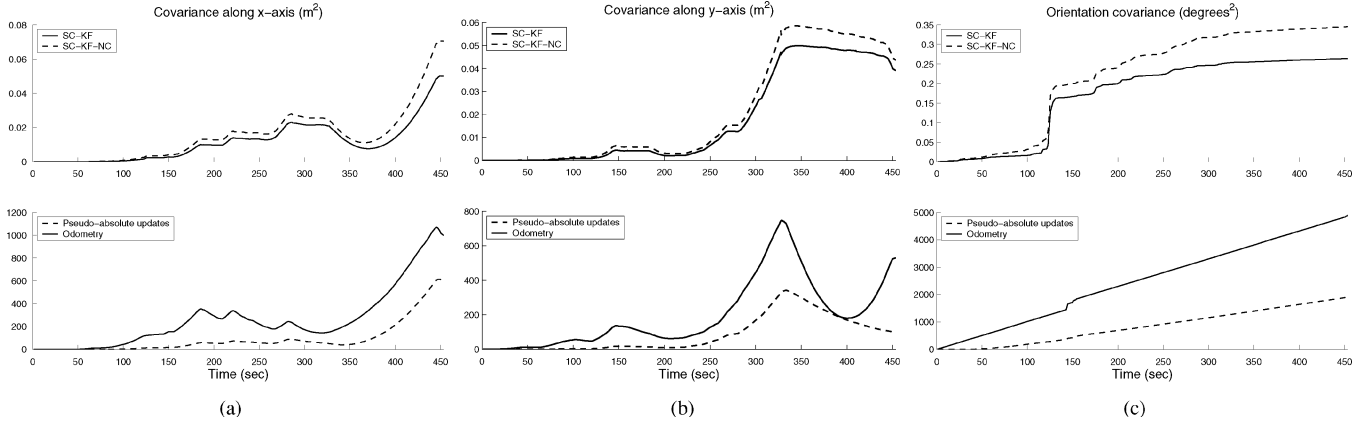 Covariance along x−axis (m2)
SC−KF
SC−KF−NC
0.08
0.06
0.04
0.02
0
0 50 100 150 200 250 300 350 400 450
1200
Pseudo−absolute updates
Odometry
1000
800
600
400
200
0
0 50 100 150 200 250 300 350 400 450
Time (sec)
(a)
Covariance along y−axis (m2)
0.07
SC−KF
SC−KF−NC
0.06
0.05
0.04
0.03
0.02
0.01
0
0 50 100 150 200 250 300 350 400 450
800
Pseudo−absolute updates
Odometry
600
400
200
0
0 50 100 150 200 250 300 350 400 450
Time (sec)
(b)
Orientation covariance (degrees2)
0.35
SC−KF
SC−KF−NC
0.3
0.25
0.2
0.15
0.1
0.05
0
0 50 100 150 200 250 300 350 400 450
5000
Pseudo−absolute updates
Odometry
4000
3000
2000
1000
0
0 50 100 150 200 250 300 350 400 450
Time (sec)
(c)